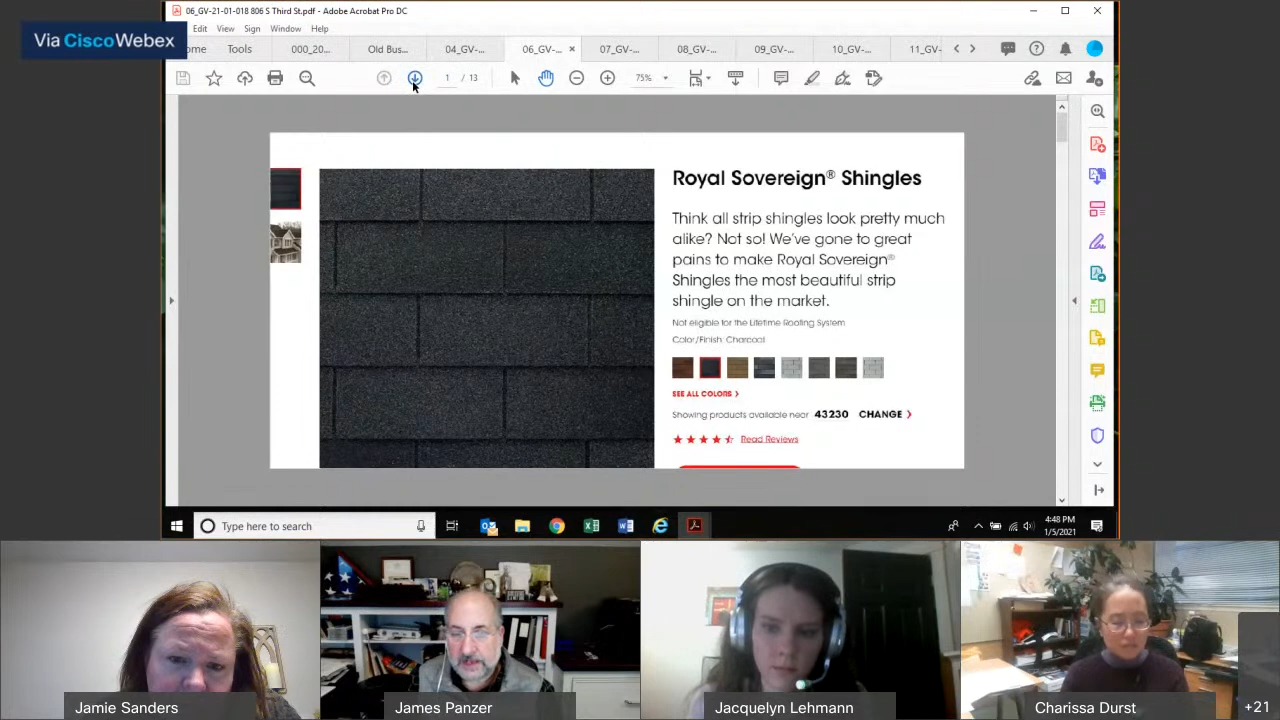 06_GV-21-01-018 806 S Third St.pdf - Adobe Acrobat Pro DC
Via Cisco Webex
Edit View Sign Window Help
ome Tools 000_20... Old Bas... 04_GV-... 06_GV-... × 07_GV-... 08_GV-... 09_GV-... 10_GV-... 11_GV-
1 / 13 75%
Royal Sovereign® Shingles
Think all strip shingles look pretty much
alike? Not so! We've gone to great
pains to make Royal Sovereign®
Shingles the most beautiful strip
shingle on the market.
Not eligible for the Lifetime Roofing System
Color/Finish: Charcoal
SEE ALL COLORS >
Showing products available near 43230 CHANGE >
Read Reviews
Type here to search
4:48 PM
1/5/2021
Jamie Sanders
James Panzer
Jacquelyn Lehmann
Charissa Durst
+21